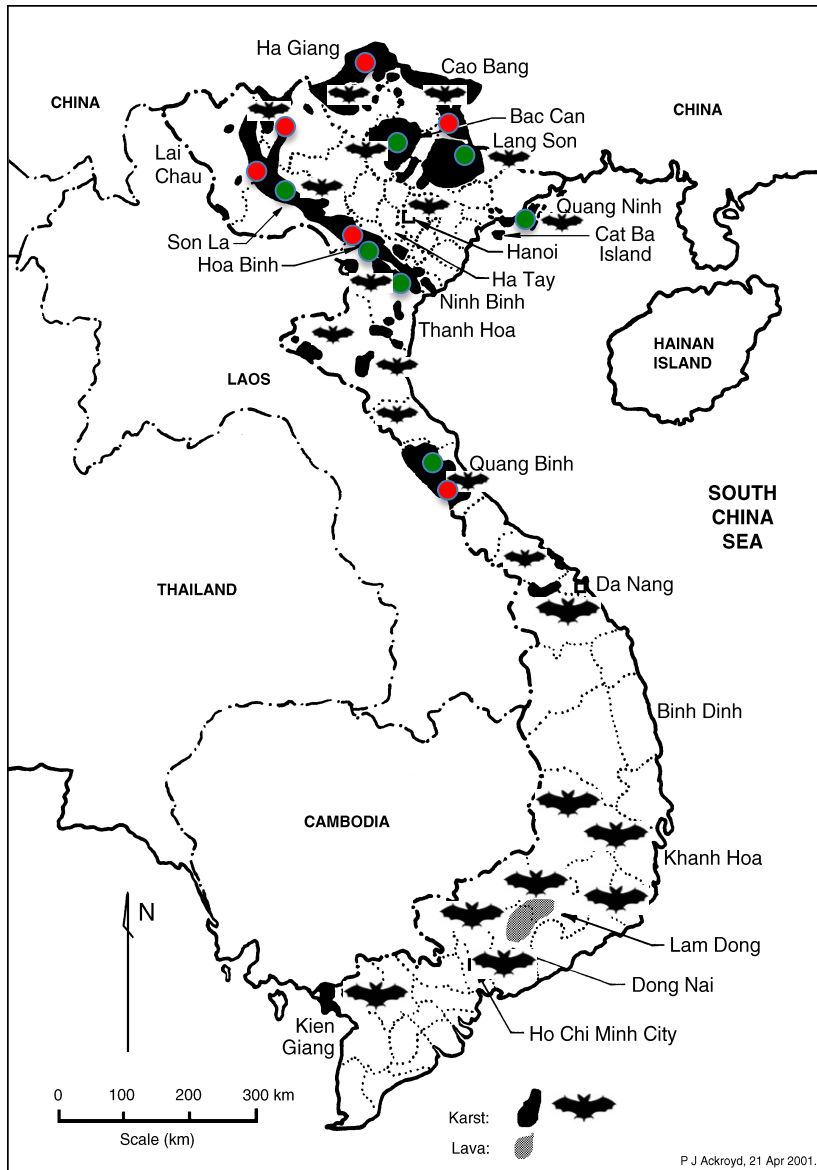 Ha Giang
Cao Bang
CHINA
CHINA
Bac Can
Lang Son
Lai
Chau
Quang Ninh
Son La
Hanoi
Cat Ba
Island
Hoa Binh
Ha Tay
Ninh Binh
Thanh Hoa
HAINAN
ISLAND
LAOS
Quang Binh
SOUTH
CHINA
SEA
THAILAND
Da Nang
Binh Dinh
CAMBODIA
Khanh Hoa
N
Lam Dong
Dong Nai
Kien
Giang
Ho Chi Minh City
0 100 200 300 km
Scale (km)
Karst:
Lava:
P J Ackroyd, 21 Apr 2001.